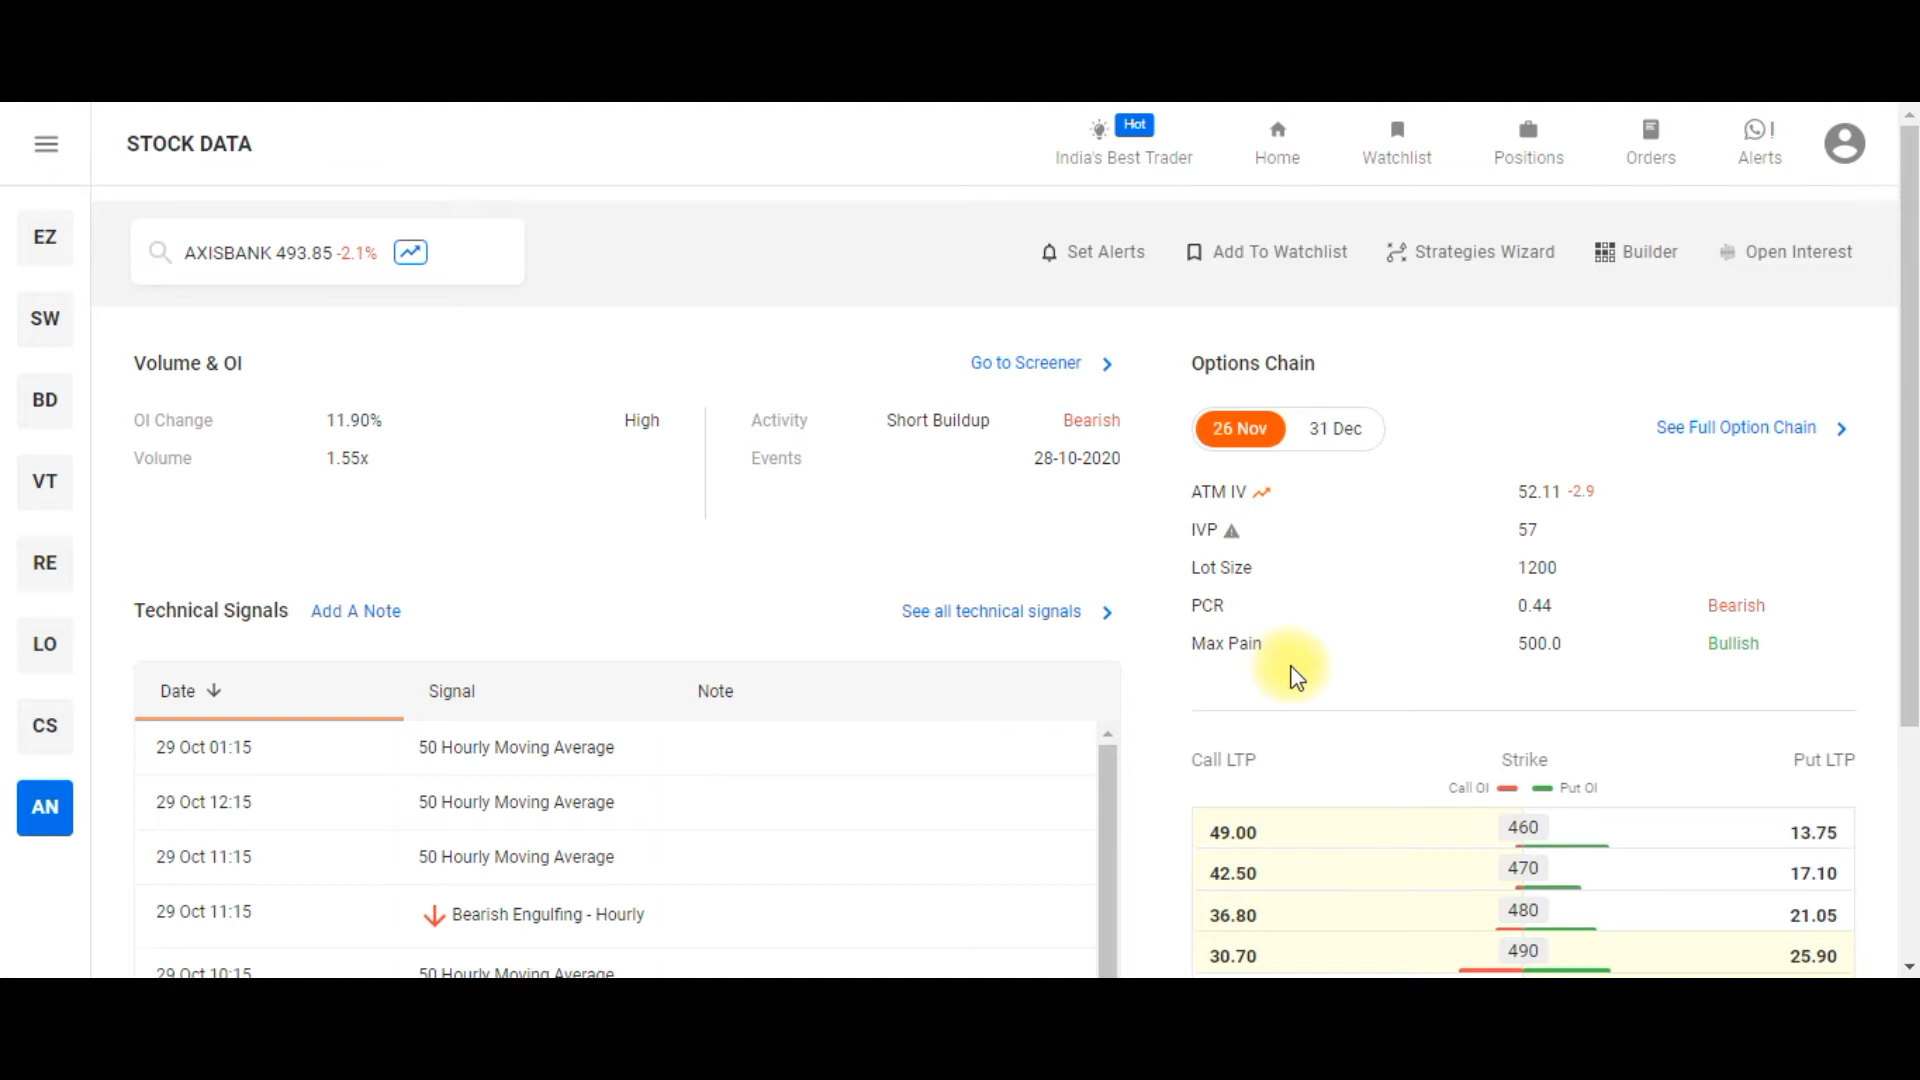 STOCK DATA
Hot
India's Best Trader
Home
Watchlist
Positions
Orders
!
Alerts
EZ
SW
BD
VT
RE
LO
CS
AN
AXISBANK 493.85 -2.1%
Set Alerts
Add To Watchlist
Strategies Wizard
Builder
Open Interest
Volume & OI
Go to Screener
OI Change 11.90% High
Volume 1.55x
Activity Short Buildup Bearish
Events 28-10-2020
Technical Signals Add A Note See all technical signals
Date Signal Note
29 Oct 01:15 50 Hourly Moving Average
29 Oct 12:15 50 Hourly Moving Average
29 Oct 11:15 50 Hourly Moving Average
29 Oct 11:15 Bearish Engulfing - Hourly
29 Oct 10:15 50 Hourly Moving Average
Options Chain
26 Nov 31 Dec
See Full Option Chain
ATM IV 52.11 -2.9
IVP 57
Lot Size 1200
PCR 0.44 Bearish
Max Pain 500.0 Bullish
Call LTP Strike Put LTP
Call OI Put OI
49.00 460 13.75
42.50 470 17.10
36.80 480 21.05
30.70 490 25.90